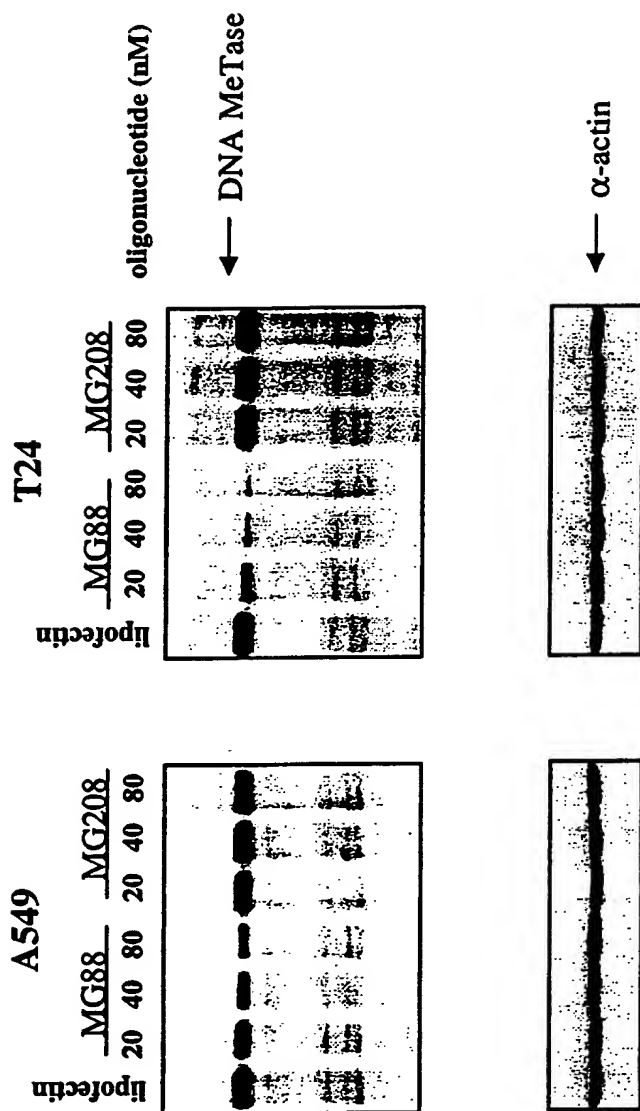 A549
T24
MG88
MG208
MG88
MG208
lipofectin 20 40 80 20 40 80
lipofectin 20 40 80 20 40 80
oligonucleotide (nM)
DNA MeTase
α-actin